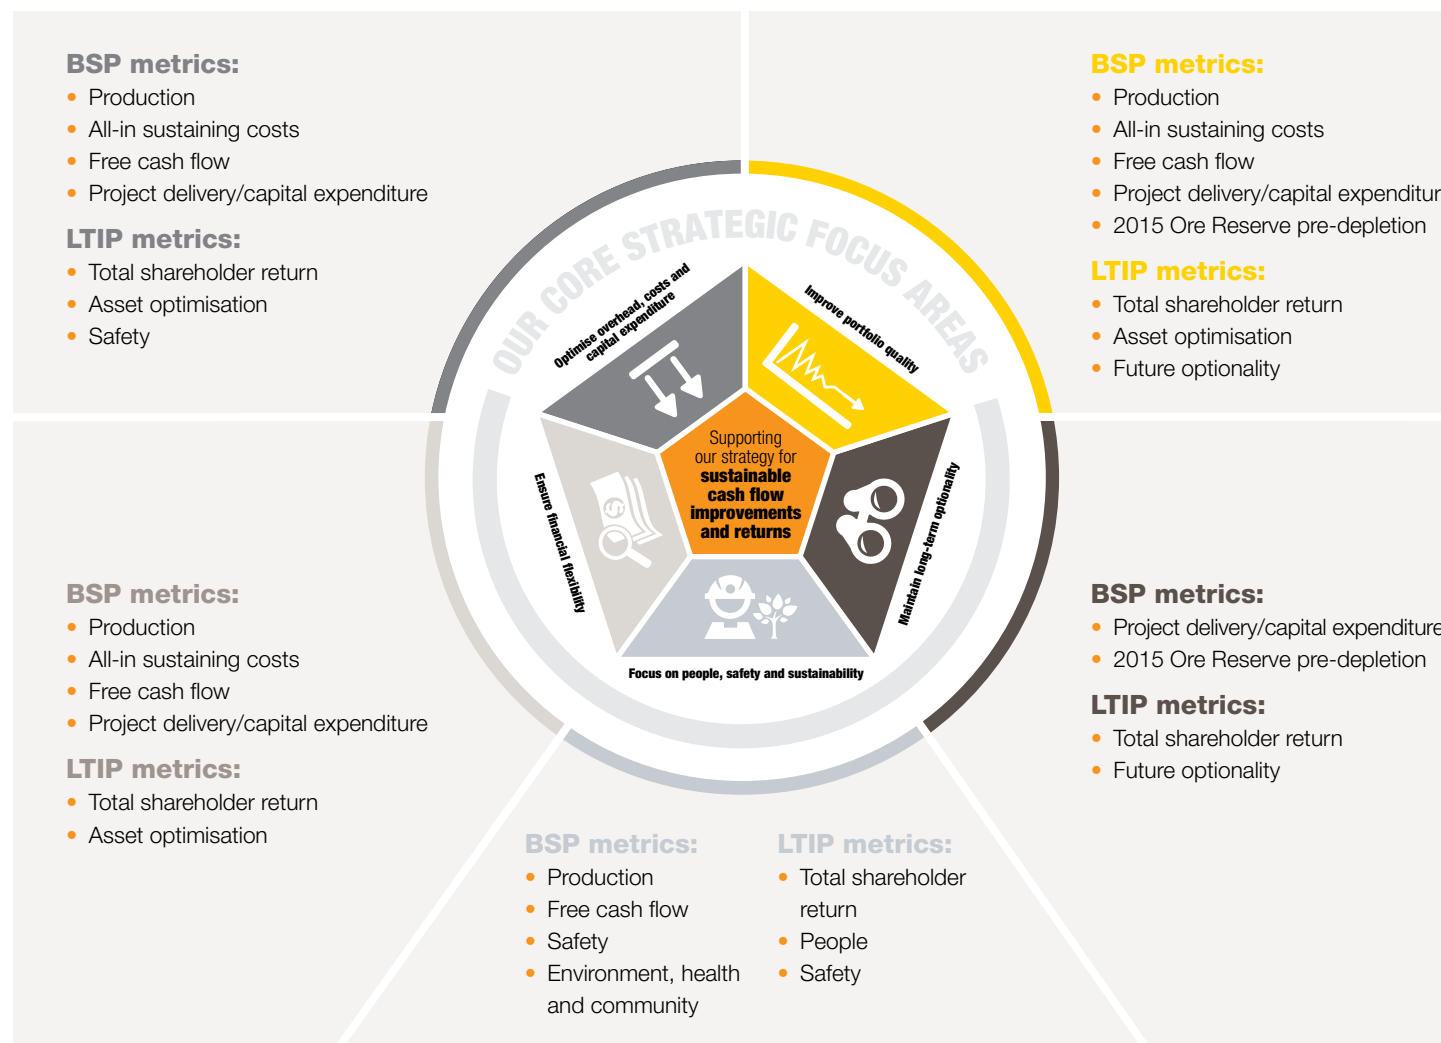 BSP metrics:
• Production
• All-in sustaining costs
• Free cash flow
• Project delivery/capital expenditure
LTIP metrics:
• Total shareholder return
• Asset optimisation
• Safety
BSP metrics:
• Production
• All-in sustaining costs
• Free cash flow
• Project delivery/capital expenditur
• 2015 Ore Reserve pre-depletion
LTIP metrics:
• Total shareholder return
• Asset optimisation
• Future optionality
OUR CORE STRATEGIC FOCUS AREAS
Optimise overhead, costs and
capital expenditure
Improve portfolio quality
Supporting
our strategy for
sustainable
cash flow
improvements
and returns
$
Ensure financial flexibility
Maintain long-term optionality
Focus on people, safety and sustainability
BSP metrics:
• Production
• All-in sustaining costs
• Free cash flow
• Project delivery/capital expenditure
LTIP metrics:
• Total shareholder return
• Asset optimisation
BSP metrics:
• Project delivery/capital expenditure
• 2015 Ore Reserve pre-depletion
LTIP metrics:
• Total shareholder return
• Future optionality
BSP metrics:
• Production
• Free cash flow
• Safety
• Environment, health
and community
LTIP metrics:
• Total shareholder
return
• People
• Safety